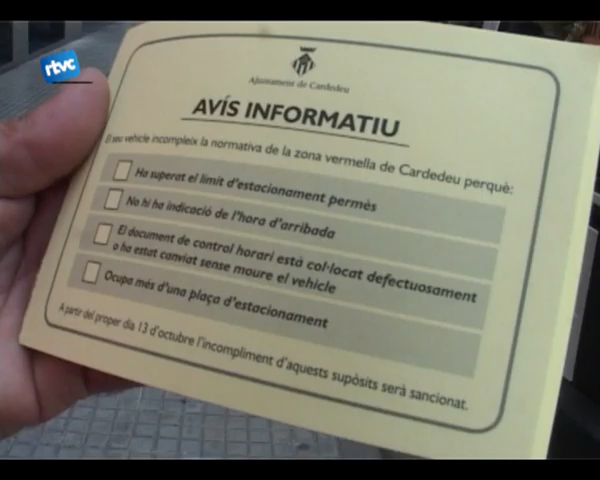 rtvc
Ajuntament de Cardedeu
AVÍS INFORMATIU
El seu vehicle incompleix la normativa de la zona vermella de Cardedeu perquè:
Ha superat el límit d'estacionament permès
No hi ha indicació de l'hora d'arribada
El document de control horari està col·locat defectuosament
o ha estat canviat sense moure el vehicle
Ocupa més d'una plaça d'estacionament
A partir del proper dia 13 d'octubre l'incompliment d'aquests supòsits serà sancionat.